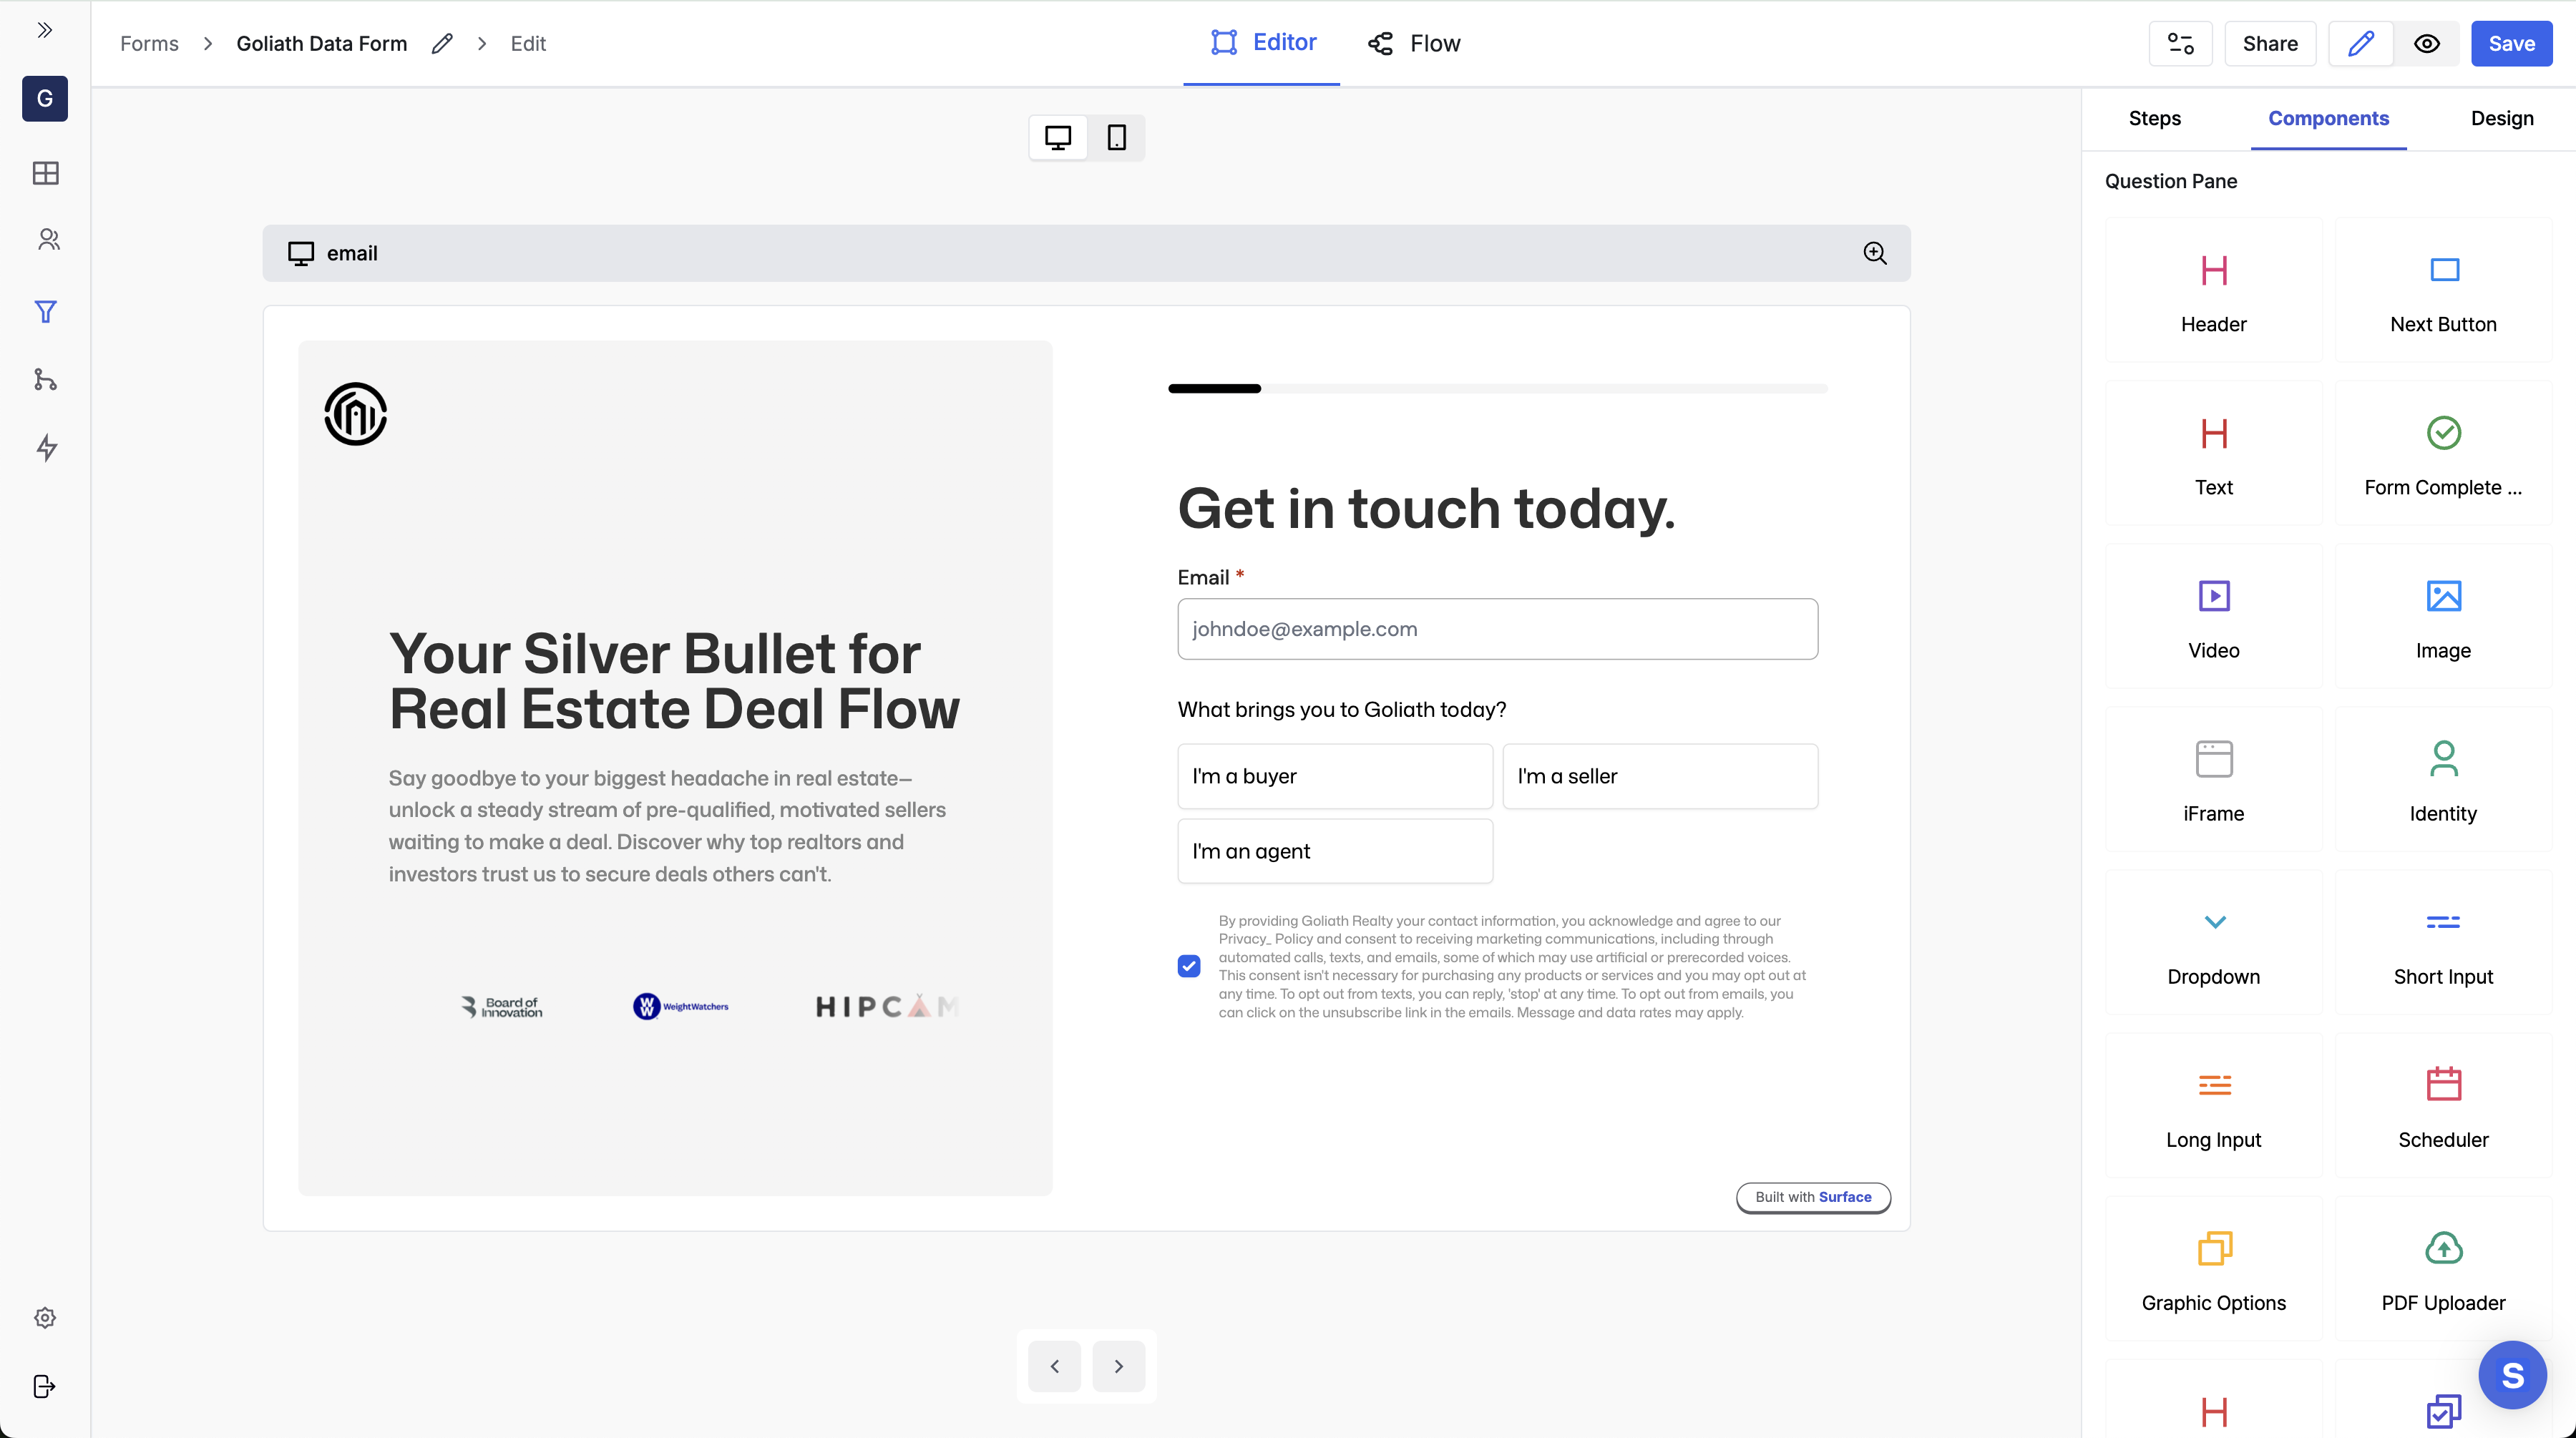 Forms > Goliath Data Form > Edit
Editor
Flow
Share
Save
G
Steps
Components
Design
email
Question Pane
Header
Next Button
Text
Form Complete ...
Video
Image
iFrame
Identity
Dropdown
Short Input
Long Input
Scheduler
Graphic Options
PDF Uploader
Your Silver Bullet for
Real Estate Deal Flow
Say goodbye to your biggest headache in real estate—
unlock a steady stream of pre-qualified, motivated sellers
waiting to make a deal. Discover why top realtors and
investors trust us to secure deals others can't.
Board of
Innovation
WW
WeightWatchers
HIPCAM
Get in touch today.
Email *
johndoe@example.com
What brings you to Goliath today?
I'm a buyer
I'm a seller
I'm an agent
By providing Goliath Realty your contact information, you acknowledge and agree to our
Privacy_ Policy and consent to receiving marketing communications, including through
automated calls, texts, and emails, some of which may use artificial or prerecorded voices.
This consent isn't necessary for purchasing any products or services and you may opt out at
any time. To opt out from texts, you can reply, 'stop' at any time. To opt out from emails, you
can click on the unsubscribe link in the emails. Message and data rates may apply.
Built with Surface
S